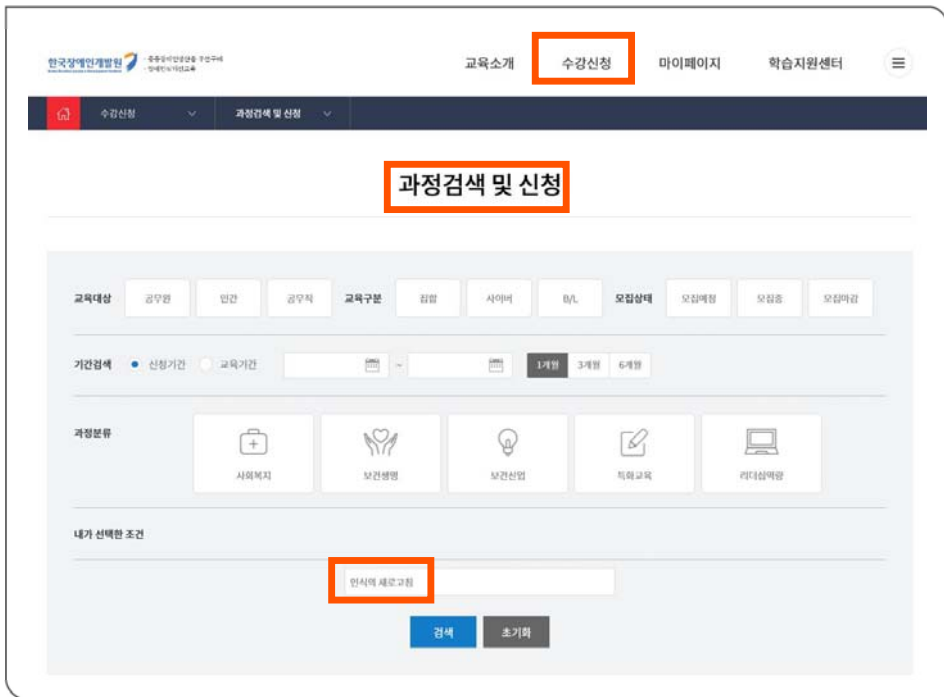 한국장애인개발원
교육소개 수강신청 마이페이지 학습지원센터
수강신청 과정검색 및 신청
과정검색 및 신청
교육대상 공무원 민간 공무직 교육구분 집합 사이버 B/L 모집상태 모집예정 모집중 모집마감
기간검색 신청기간 교육기간 ~ 1개월 3개월 6개월
과정분류
사회복지 보건생명 보건산업 특화교육 리더십역량
내가 선택한 조건
인식의 새로고침
검색 초기화